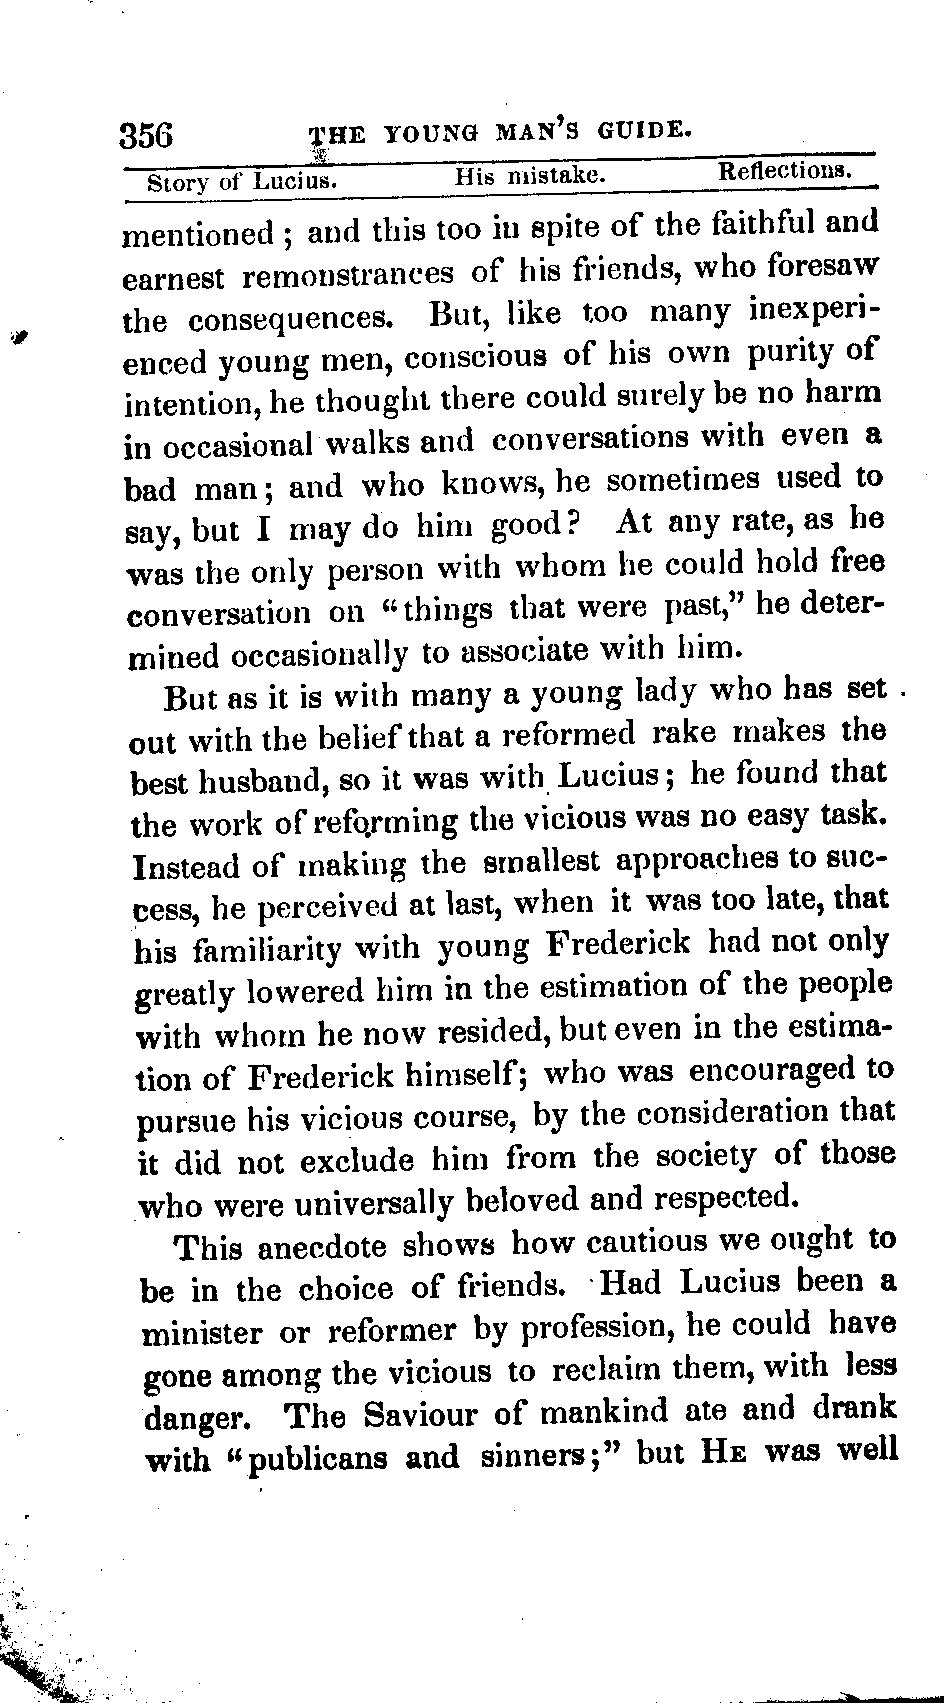 356 THE YOUNG MAN'S GUIDE.
Story of Lucius. His mistake. Reflections.
mentioned ; and this too in spite of the faithful and
earnest remonstrances of his friends, who foresaw
the consequences. But, like too many inexperi-
enced young men, conscious of his own purity of
intention, he thought there could surely be no harm
in occasional walks and conversations with even a
bad man; and who knows, he sometimes used to
say, but I may do him good? At any rate, as he
was the only person with whom he could hold free
conversation on "things that were past," he deter-
mined occasionally to associate with him.
But as it is with many a young lady who has set
out with the belief that a reformed rake makes the
best husband, so it was with Lucius; he found that
the work of reforming the vicious was no easy task.
Instead of making the smallest approaches to suc-
cess, he perceived at last, when it was too late, that
his familiarity with young Frederick had not only
greatly lowered him in the estimation of the people
with whom he now resided, but even in the estima-
tion of Frederick himself; who was encouraged to
pursue his vicious course, by the consideration that
it did not exclude him from the society of those
who were universally beloved and respected.
This anecdote shows how cautious we ought to
be in the choice of friends. Had Lucius been a
minister or reformer by profession, he could have
gone among the vicious to reclaim them, with less
danger. The Saviour of mankind ate and drank
with "publicans and sinners;" but HE was well